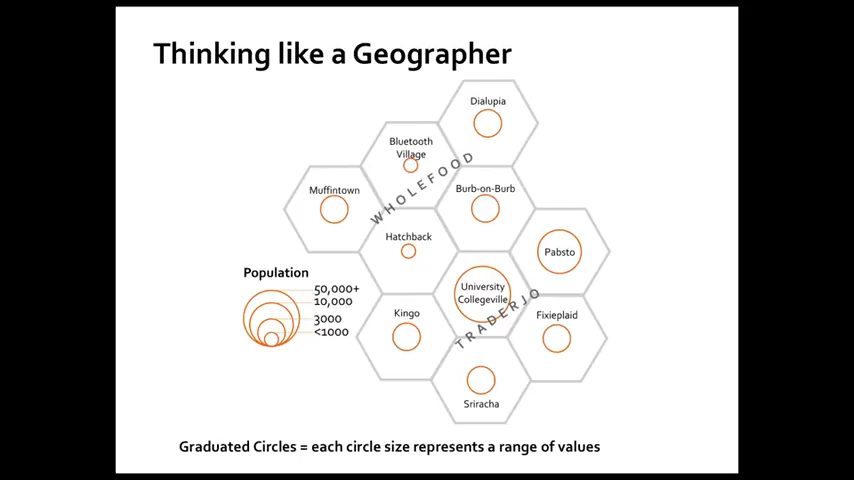 Thinking like a Geographer
Dialupia
Bluetooth
Village
WHOLEFOOD
Muffintown
Burb-on-Burb
Hatchback
Pabsto
Population
50,000+
10,000
3000
<1000
University
Collegeville
TRADERJO
Kingo
Fixieplaid
Sriracha
Graduated Circles = each circle size represents a range of values